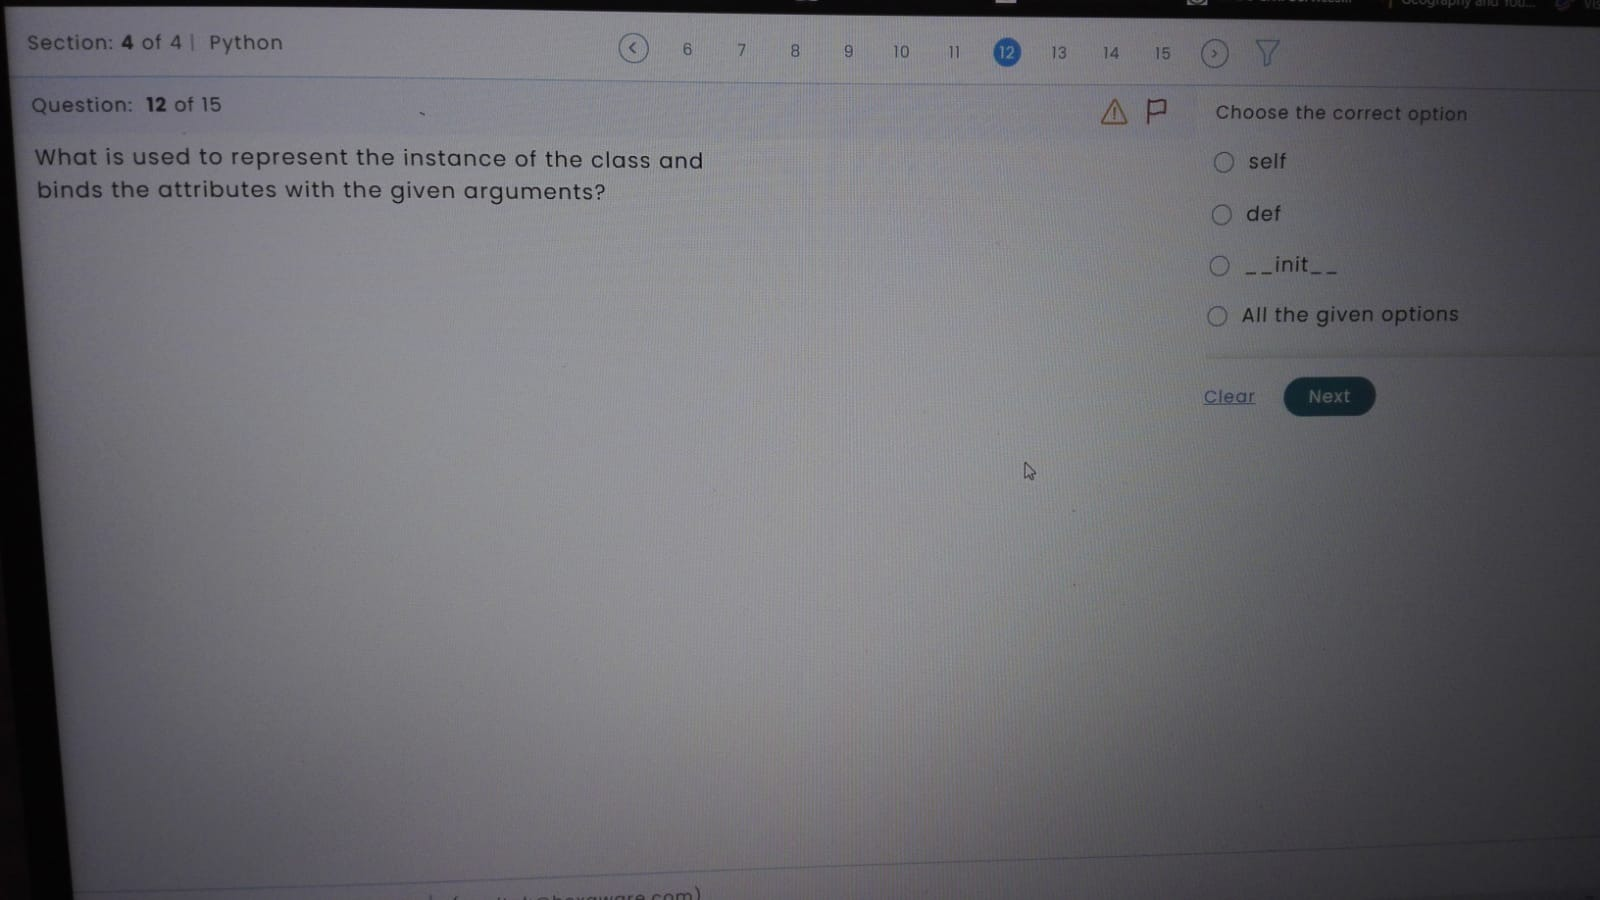 Section: 4 of 4 | Python
6 7 8 9 10 11 12 13 14 15
Question: 12 of 15
What is used to represent the instance of the class and
binds the attributes with the given arguments?
Choose the correct option
self
def
__init__
All the given options
Clear Next